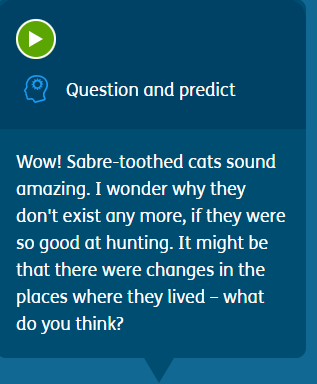 Question and predict
Wow! Sabre-toothed cats sound
amazing. I wonder why they
don't exist any more, if they were
so good at hunting. It might be
that there were changes in the
places where they lived – what
do you think?